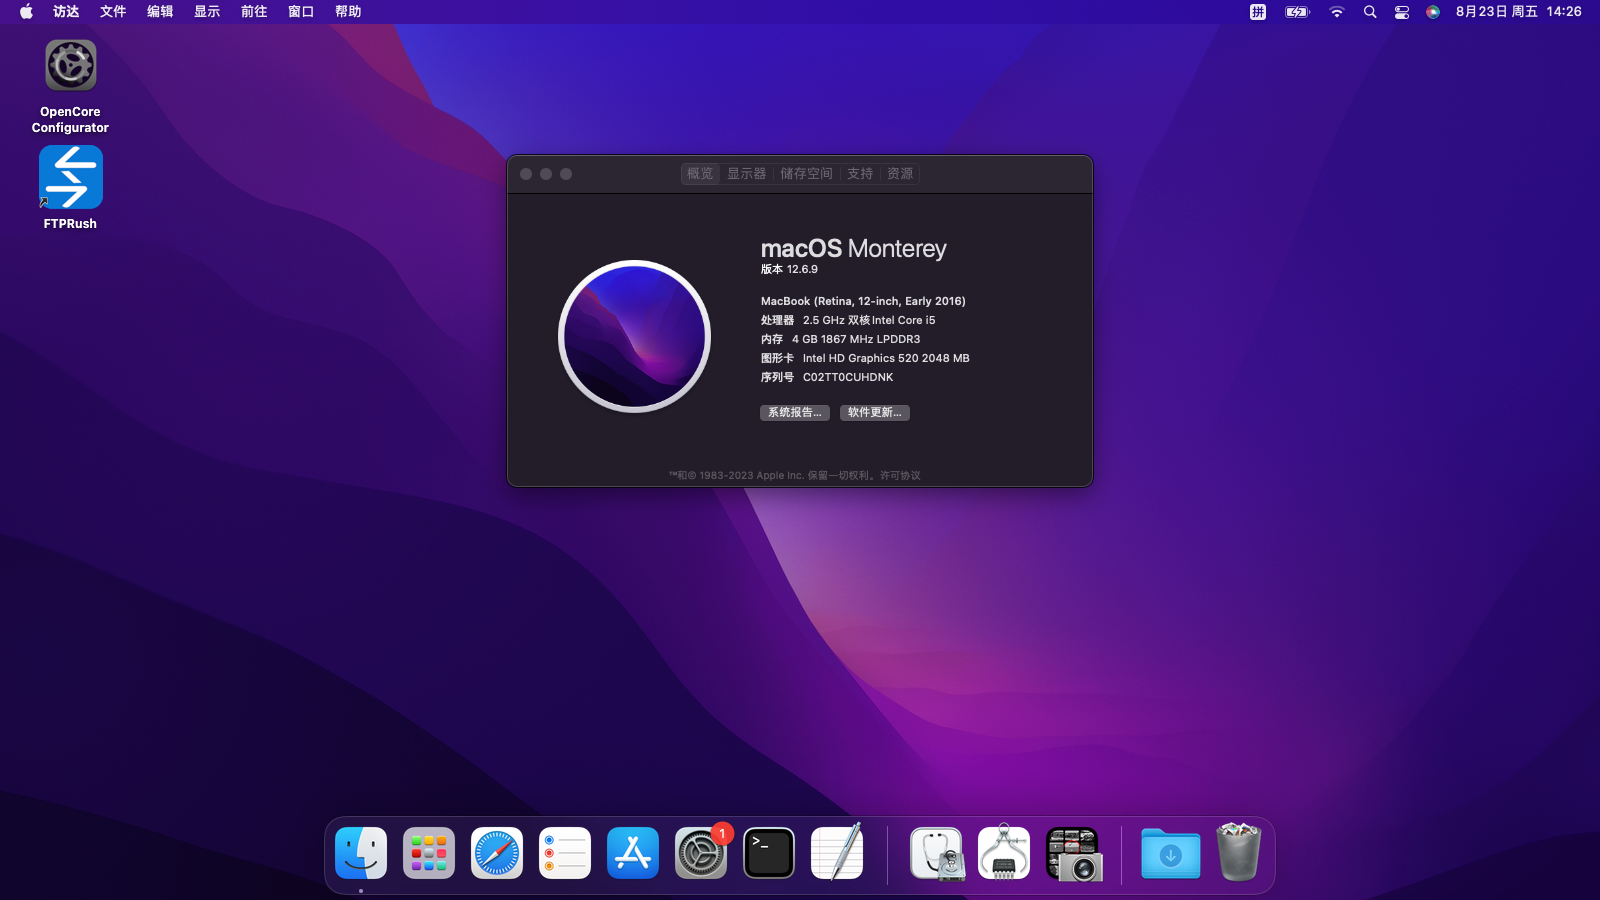 访达 文件 编辑 显示 前往 窗口 帮助 拼 8月23日 周五 14:26
OpenCore
Configurator
FTPRush
概览 显示器 储存空间 支持 资源
macOS Monterey
版本 12.6.9
MacBook (Retina, 12-inch, Early 2016)
处理器 2.5 GHz 双核Intel Core i5
内存 4 GB 1867 MHz LPDDR3
图形卡 Intel HD Graphics 520 2048 MB
序列号 C02TT0CUHDNK
系统报告... 软件更新...
™和© 1983-2023 Apple Inc. 保留一切权利。许可协议
1
>_